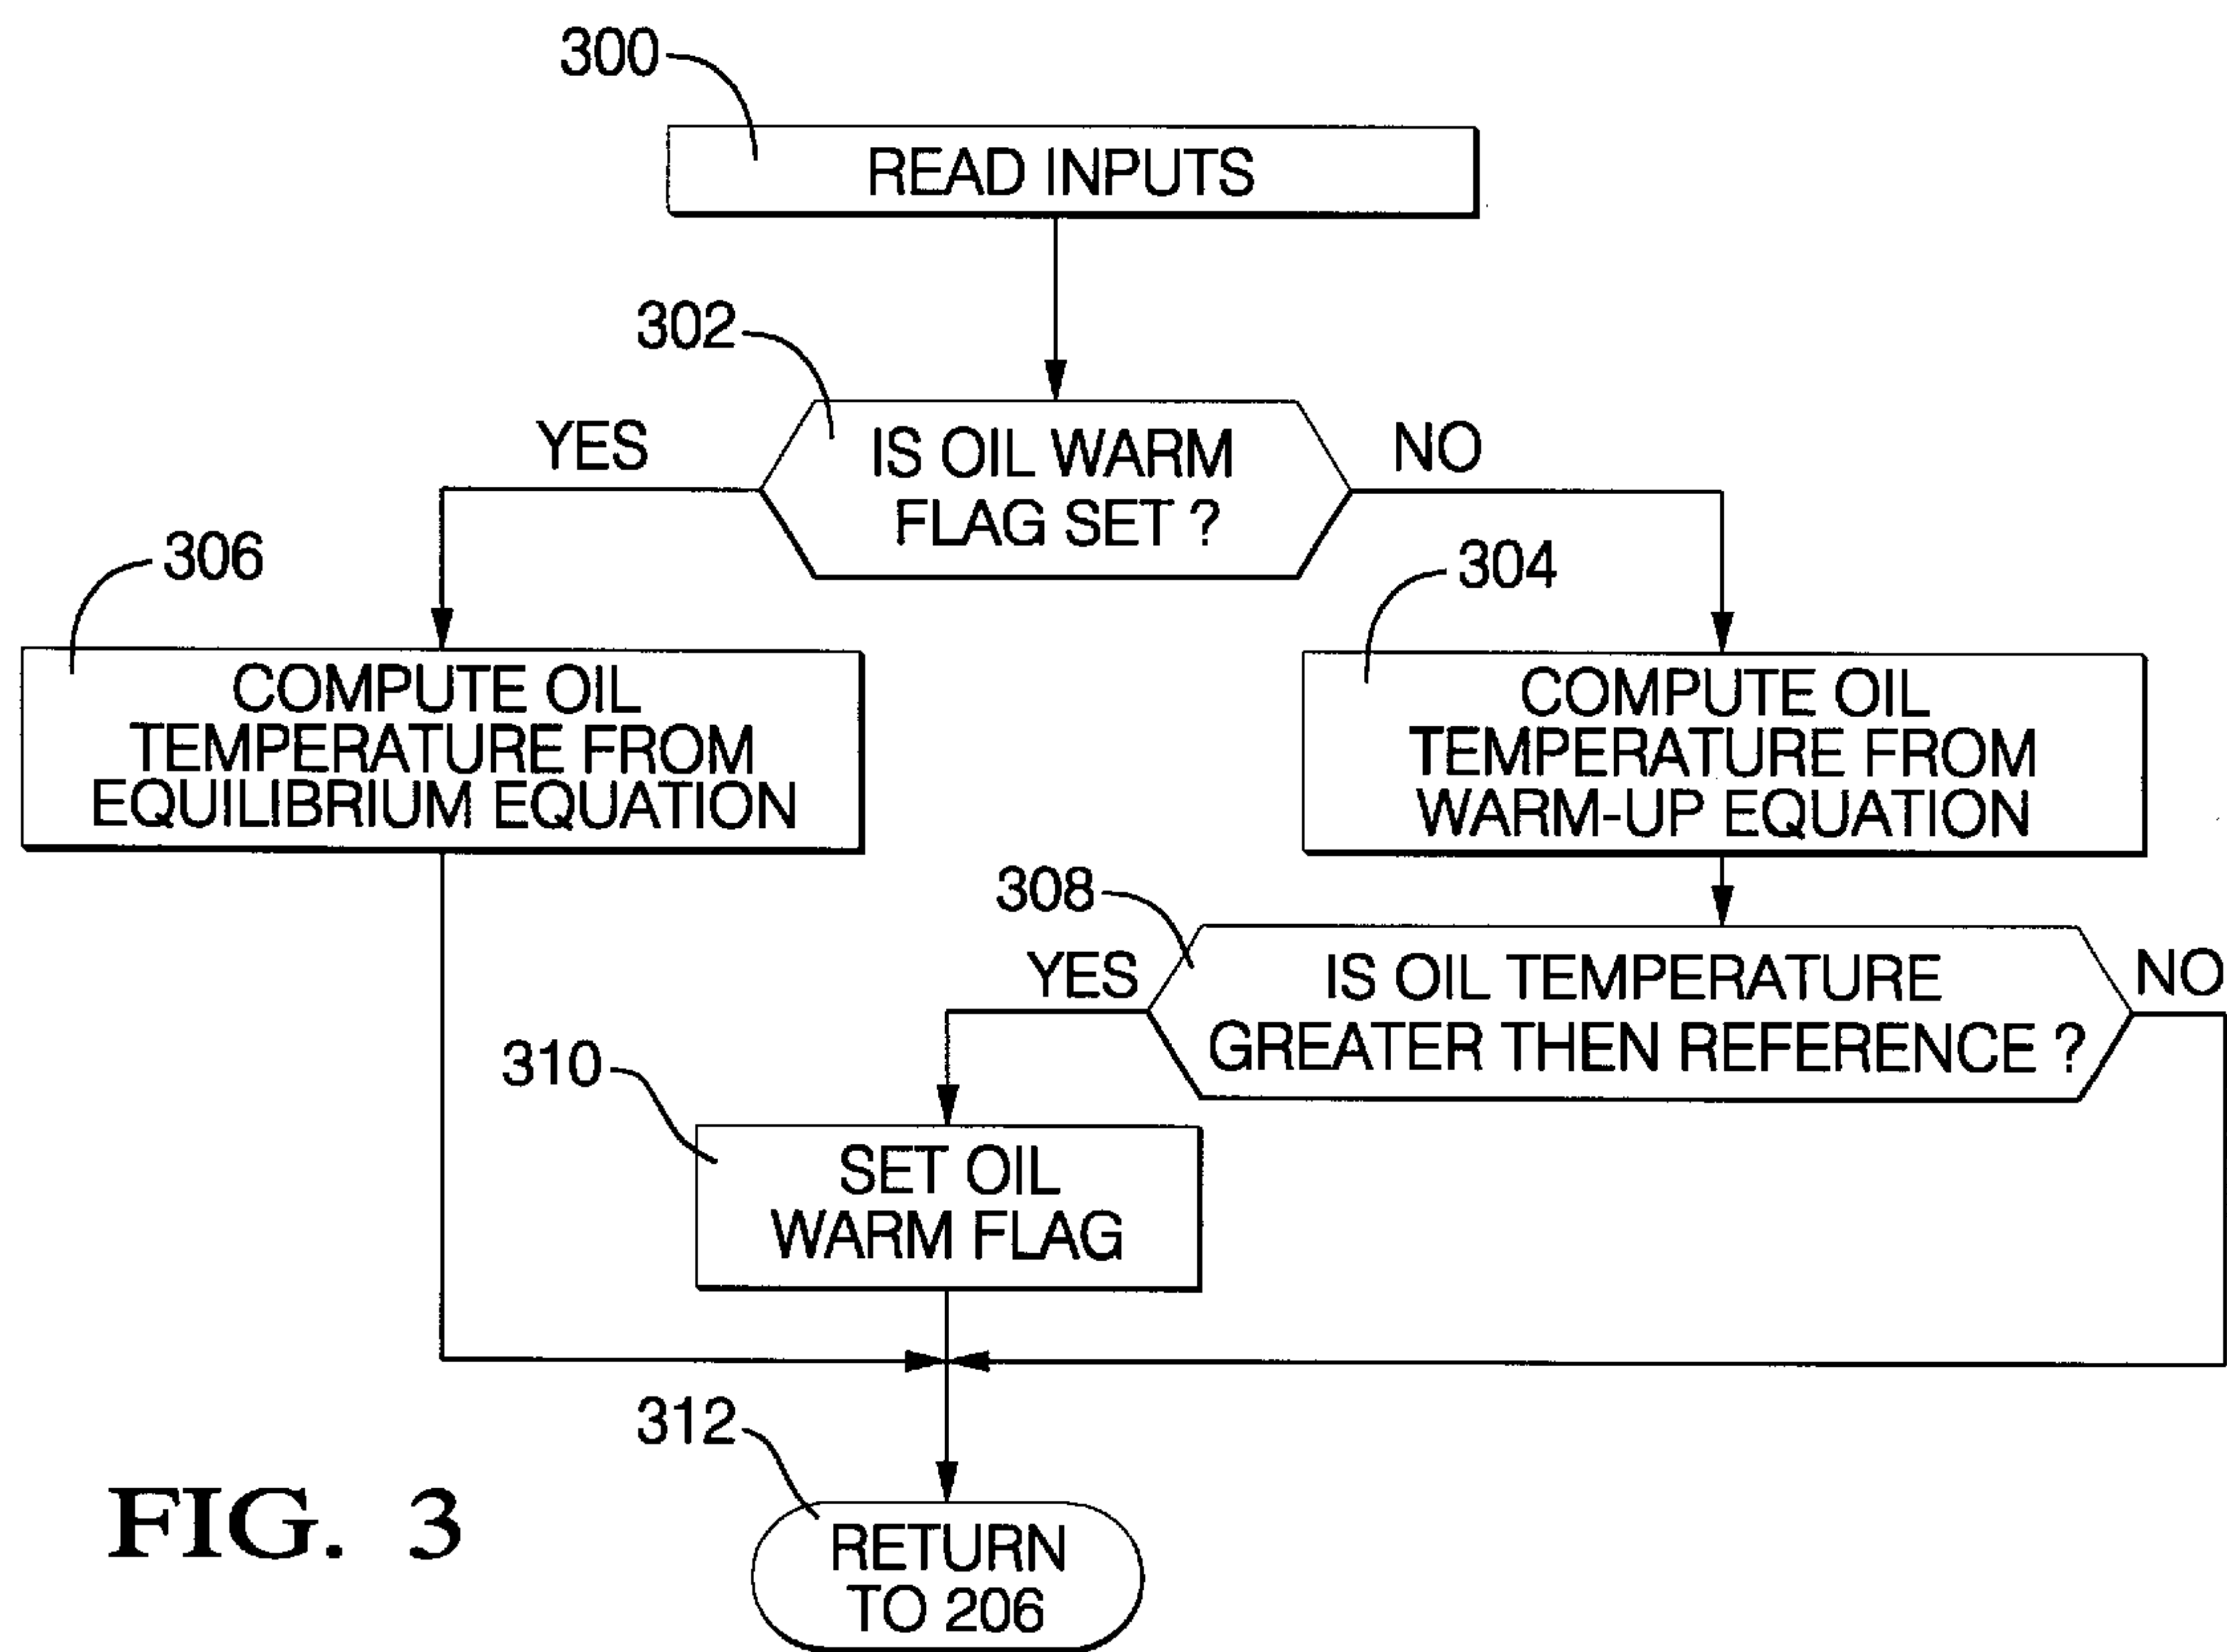 300
READ INPUTS
302
YES
IS OIL WARM
FLAG SET ?
NO
306
304
COMPUTE OIL
TEMPERATURE FROM
EQUILIBRIUM EQUATION
COMPUTE OIL
TEMPERATURE FROM
WARM-UP EQUATION
308
YES
IS OIL TEMPERATURE
GREATER THEN REFERENCE ?
NO
310
SET OIL
WARM FLAG
312
RETURN
TO 206
FIG. 3